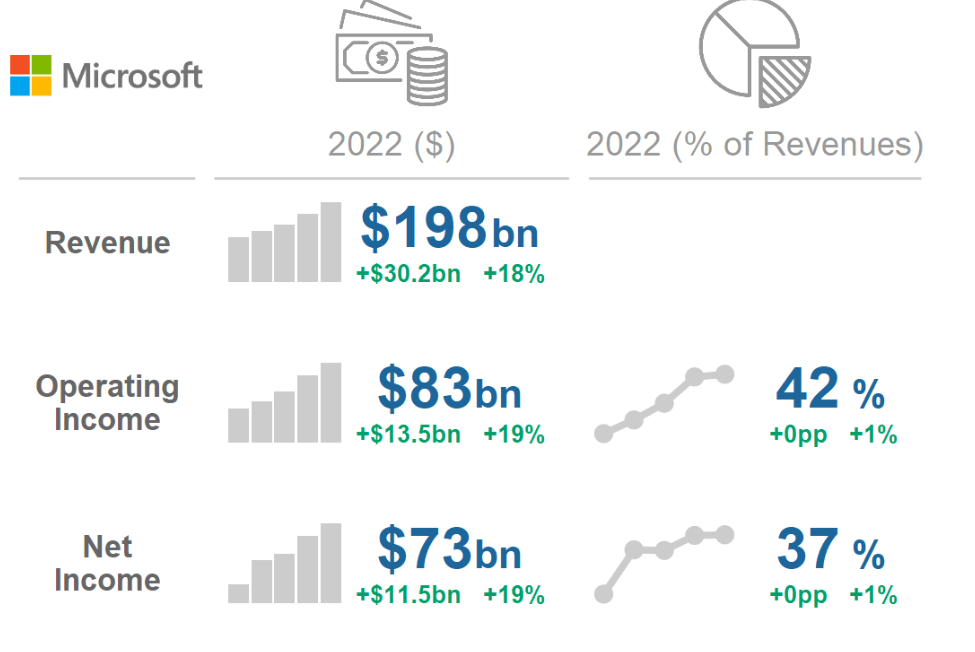 Microsoft
$
2022 ($)
2022 (% of Revenues)
Revenue
$198bn
+$30.2bn +18%
Operating
Income
$83bn
+$13.5bn +19%
42 %
+0pp +1%
Net
Income
$73bn
+$11.5bn +19%
37 %
+0pp +1%